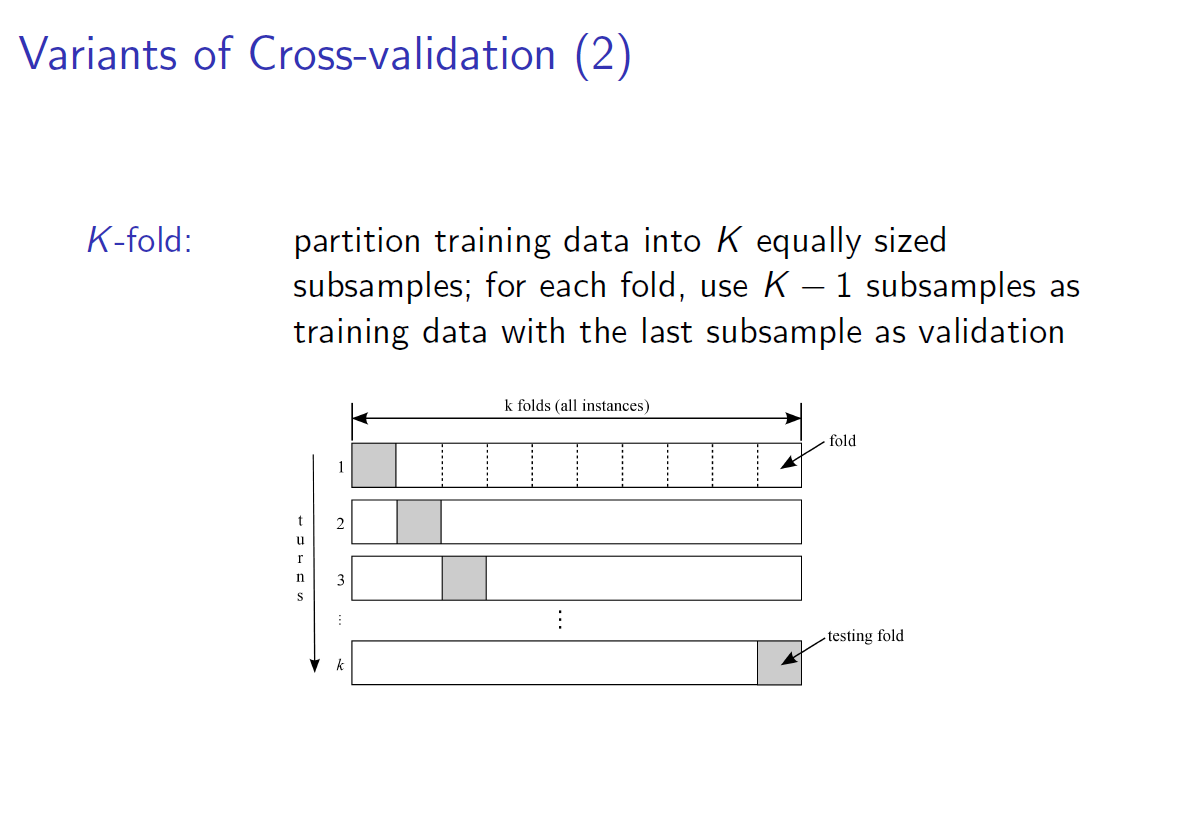 Variants of Cross-validation (2)
K-fold: partition training data into K equally sized
subsamples; for each fold, use K − 1 subsamples as
training data with the last subsample as validation
k folds (all instances)
fold
1
2
3
⋮
k
turns
⋮
testing fold